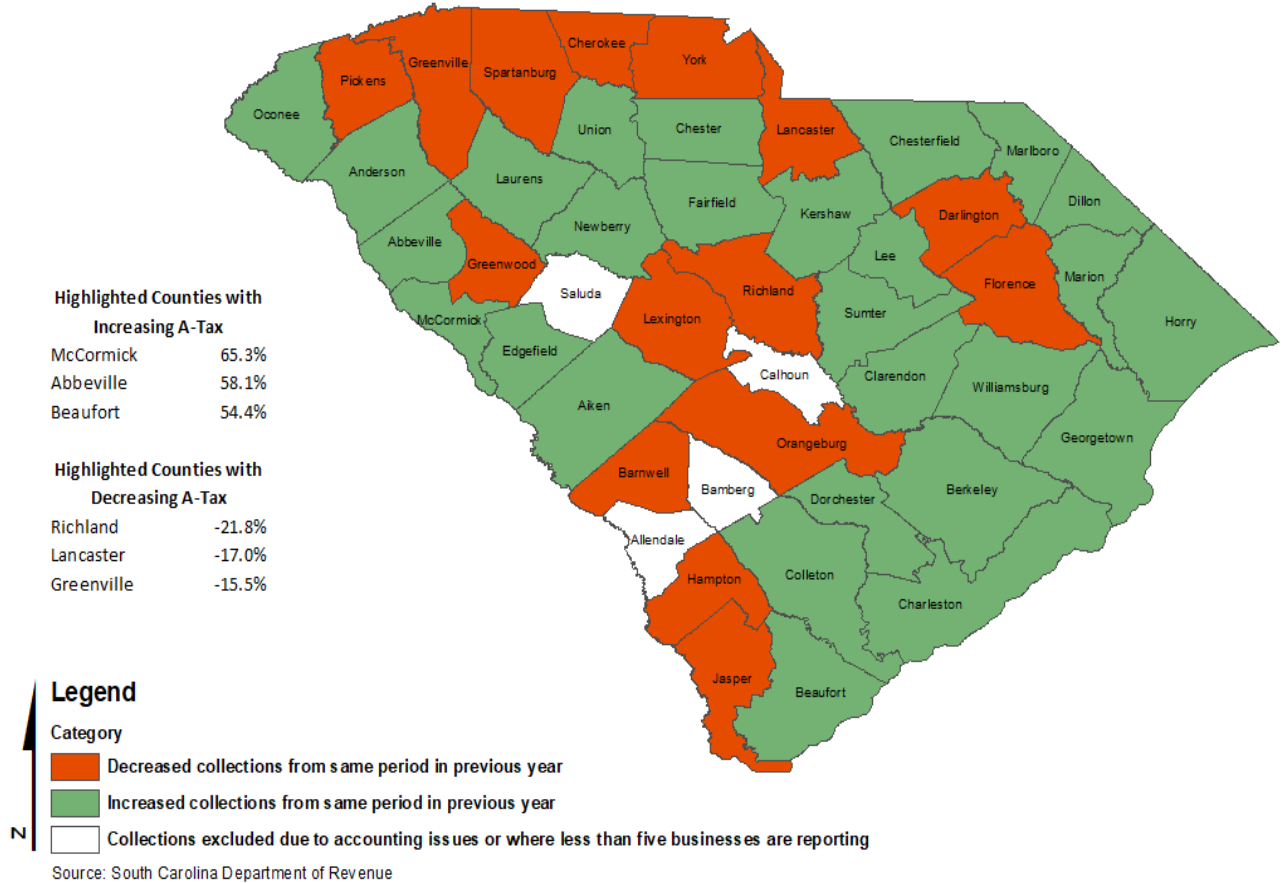 Cherokee
York
Greenville
Spartanburg
Pickens
Oconee
Union
Chester
Lancaster
Chesterfield
Marlboro
Anderson
Laurens
Fairfield
Kershaw
Darlington
Dillon
Newberry
Abbeville
Lee
Greenwood
Marion
Florence
Saluda
Richland
Highlighted Counties with
Increasing A-Tax
McCormick 65.3%
Abbeville 58.1%
Beaufort 54.4%
McCormick
Lexington
Sumter
Horry
Edgefield
Calhoun
Clarendon
Williamsburg
Aiken
Georgetown
Orangeburg
Highlighted Counties with
Decreasing A-Tax
Richland -21.8%
Lancaster -17.0%
Greenville -15.5%
Barnwell
Bamberg
Berkeley
Dorchester
Allendale
Hampton
Colleton
Charleston
Jasper
Beaufort
N
Legend
Category
Decreased collections from same period in previous year
Increased collections from same period in previous year
Collections excluded due to accounting issues or where less than five businesses are reporting
Source: South Carolina Department of Revenue